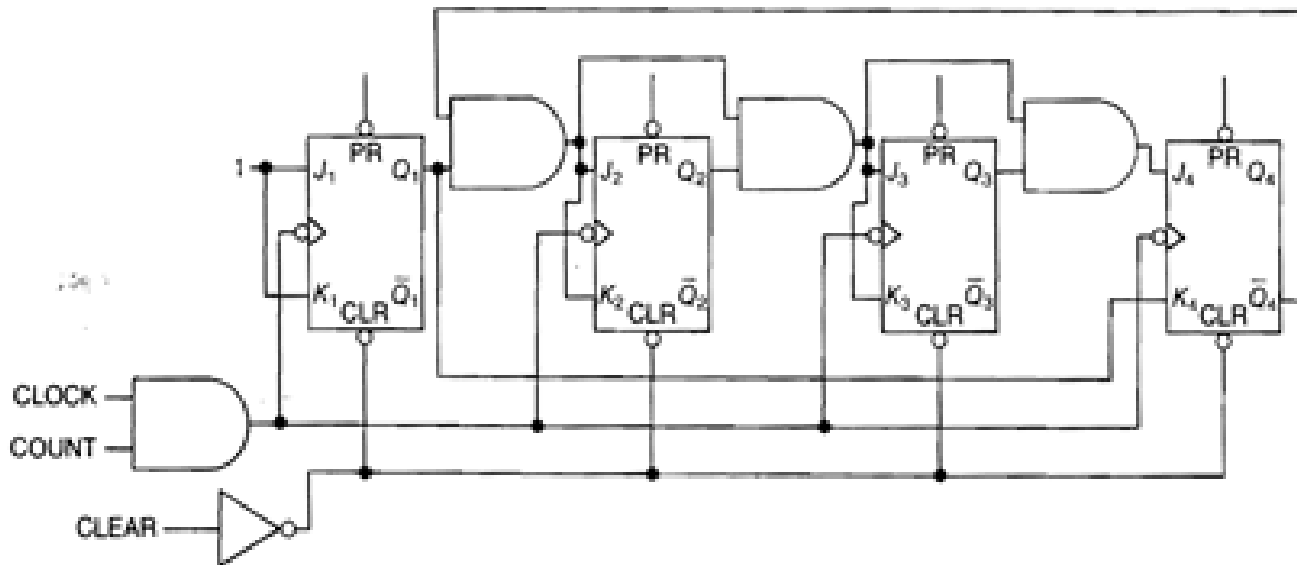 PR PR PR PR
1 J₁ Q₁ J₂ Q₂ J₃ Q₃ J₄ Q₄
K₁ Q̄₁ K₂ Q̄₂ K₃ Q̄₃ K₄ Q̄₄
CLR CLR CLR CLR
CLOCK
COUNT
CLEAR